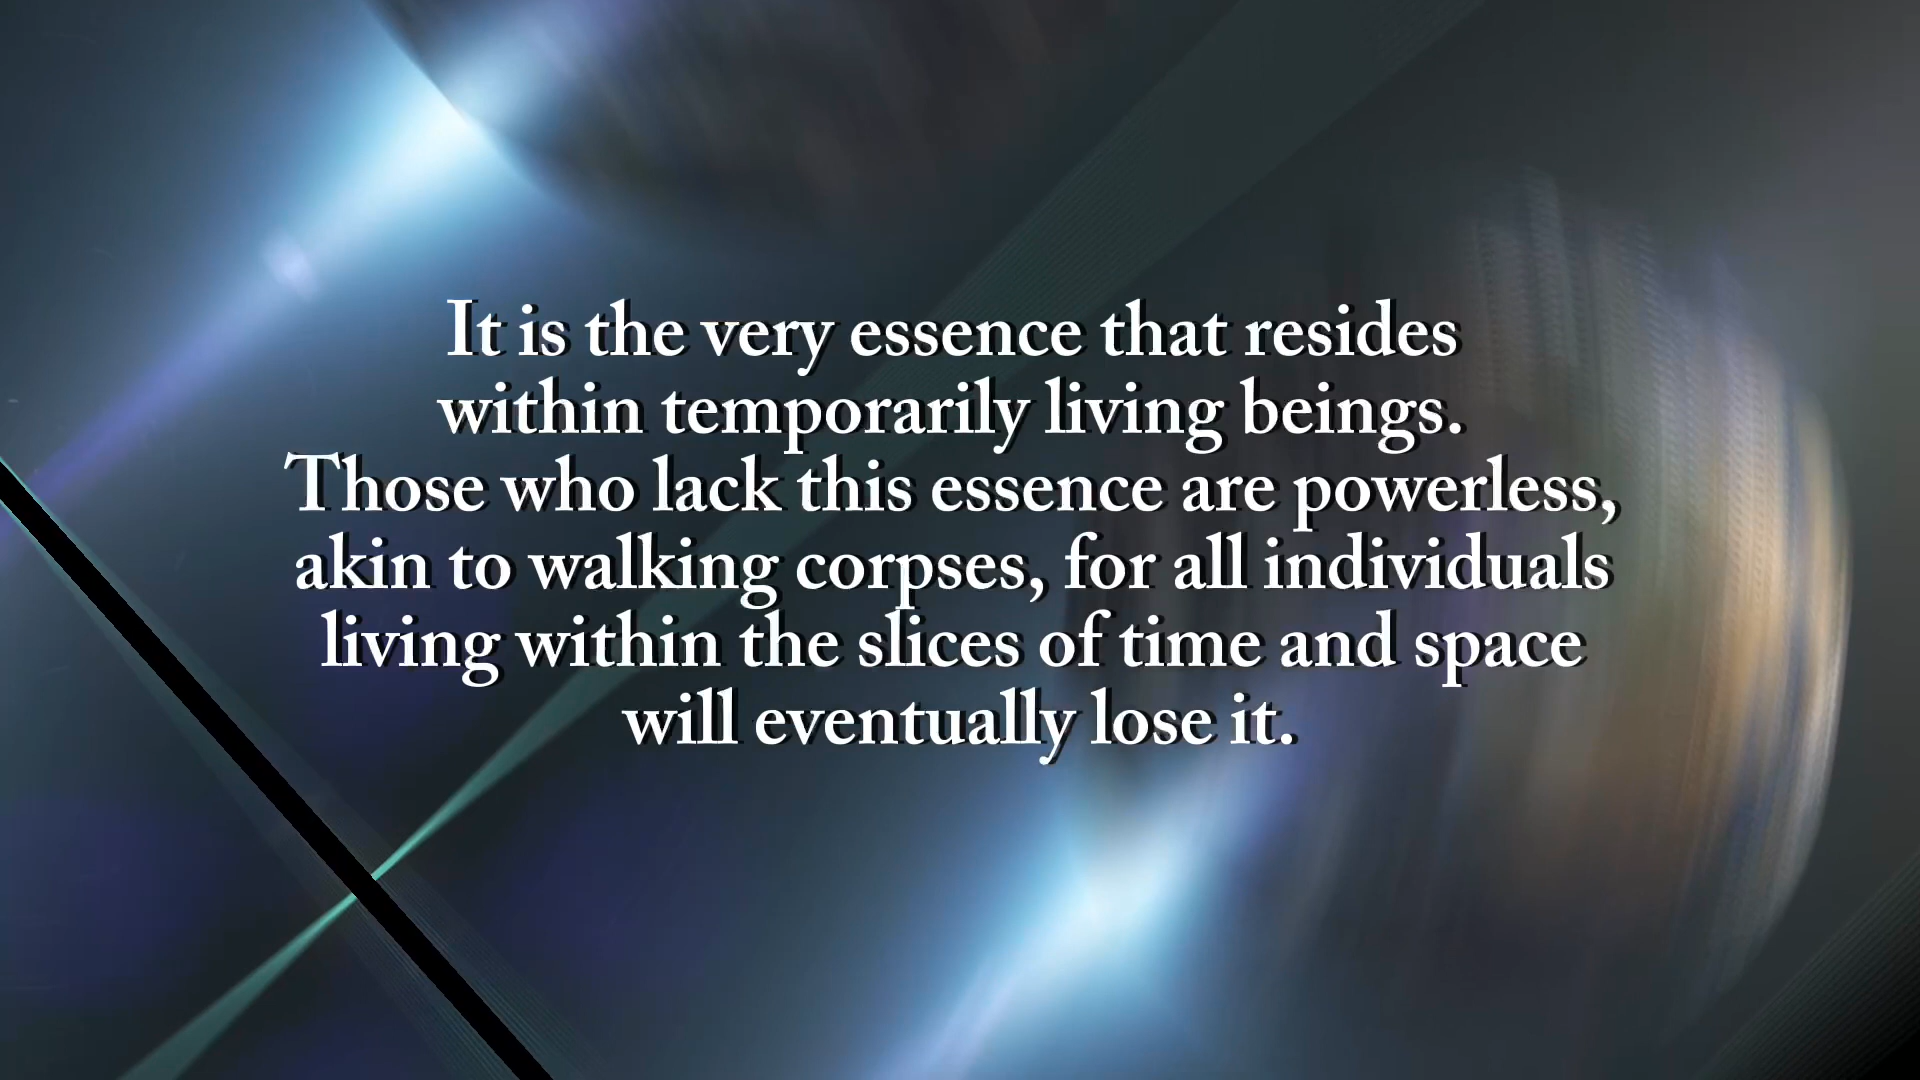 It is the very essence that resides
within temporarily living beings.
Those who lack this essence are powerless,
akin to walking corpses, for all individuals
living within the slices of time and space
will eventually lose it.